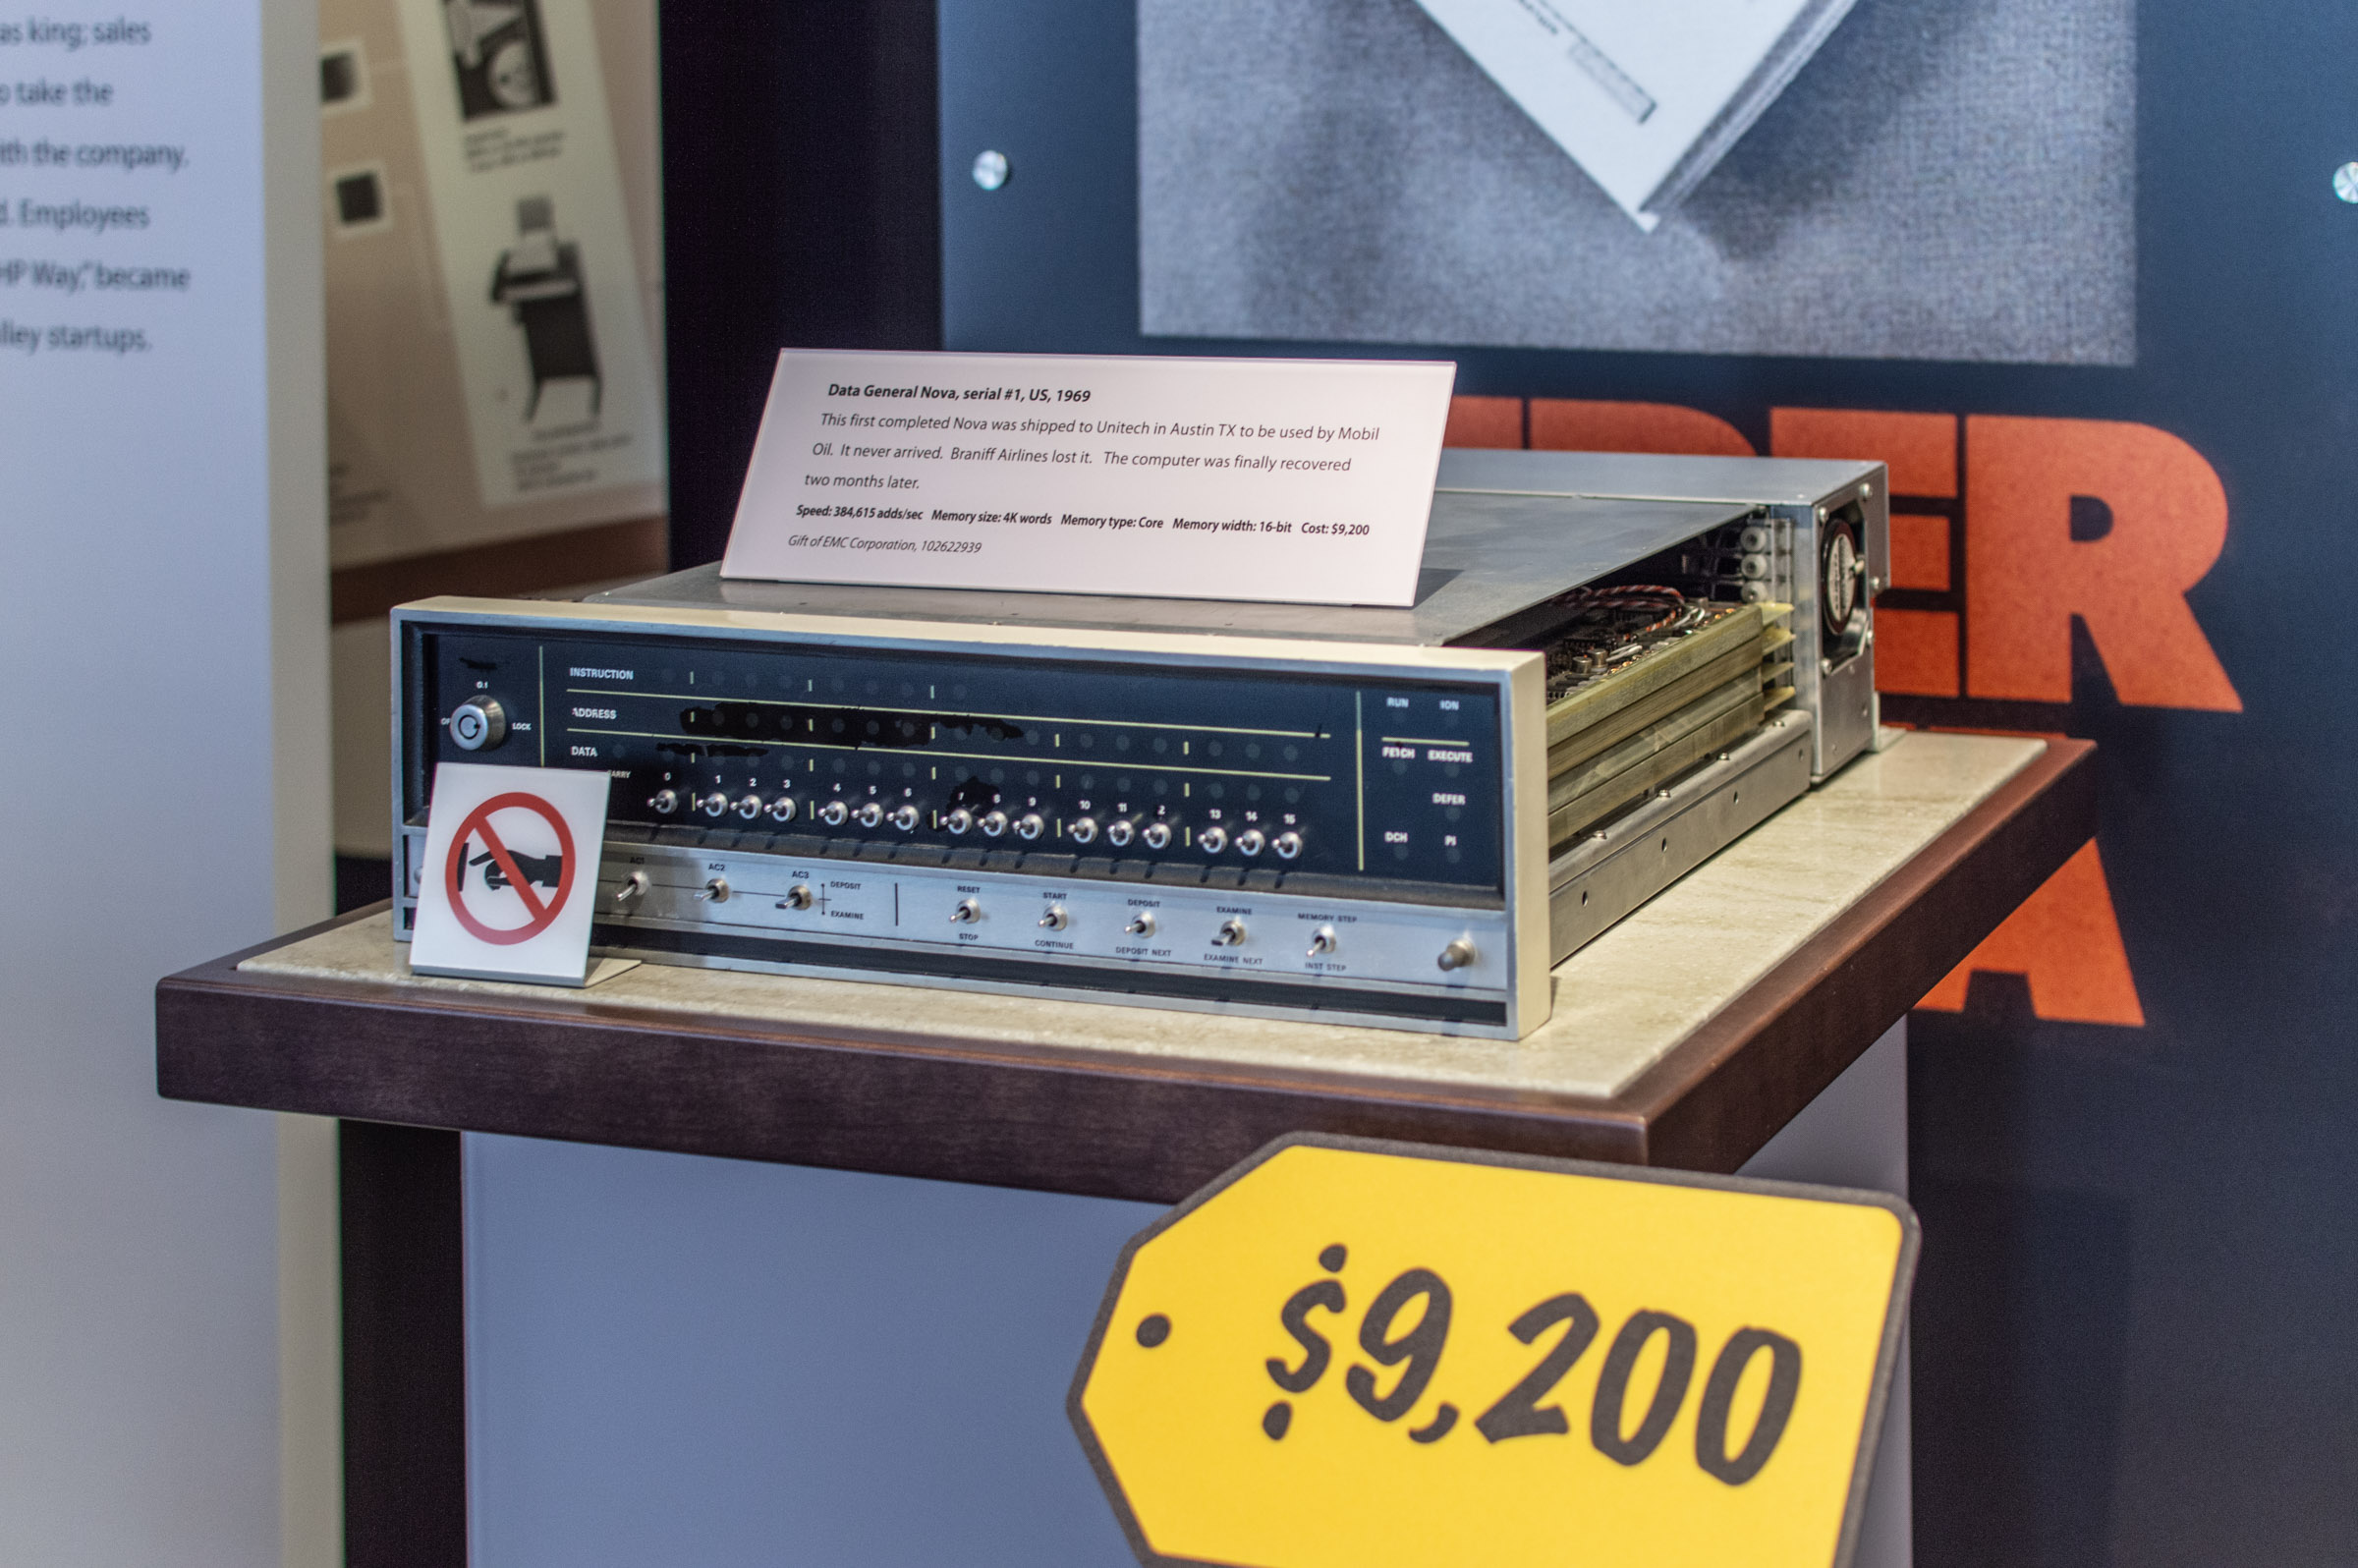 as king; sales
o take the
ith the company.
d. Employees
HP Way," became
lley startups.
Data General Nova, serial #1, US, 1969
This first completed Nova was shipped to Unitech in Austin TX to be used by Mobil
Oil. It never arrived. Braniff Airlines lost it. The computer was finally recovered
two months later.
Speed: 384,615 adds/sec Memory size: 4K words Memory type: Core Memory width: 16-bit Cost: $9,200
Gift of EMC Corporation, 102622939
INSTRUCTION
ADDRESS
DATA
LOCK
RUN ION
FETCH EXECUTE
DEFER
DCH PI
ARRY 0 1 2 3 4 5 6 7 8 9 10 11 2 13 14 15
AC1 AC2 AC3 DEPOSIT
EXAMINE
RESET START DEPOSIT EXAMINE MEMORY STEP
STOP CONTINUE DEPOSIT NEXT EXAMINE NEXT INST STEP
$9,200